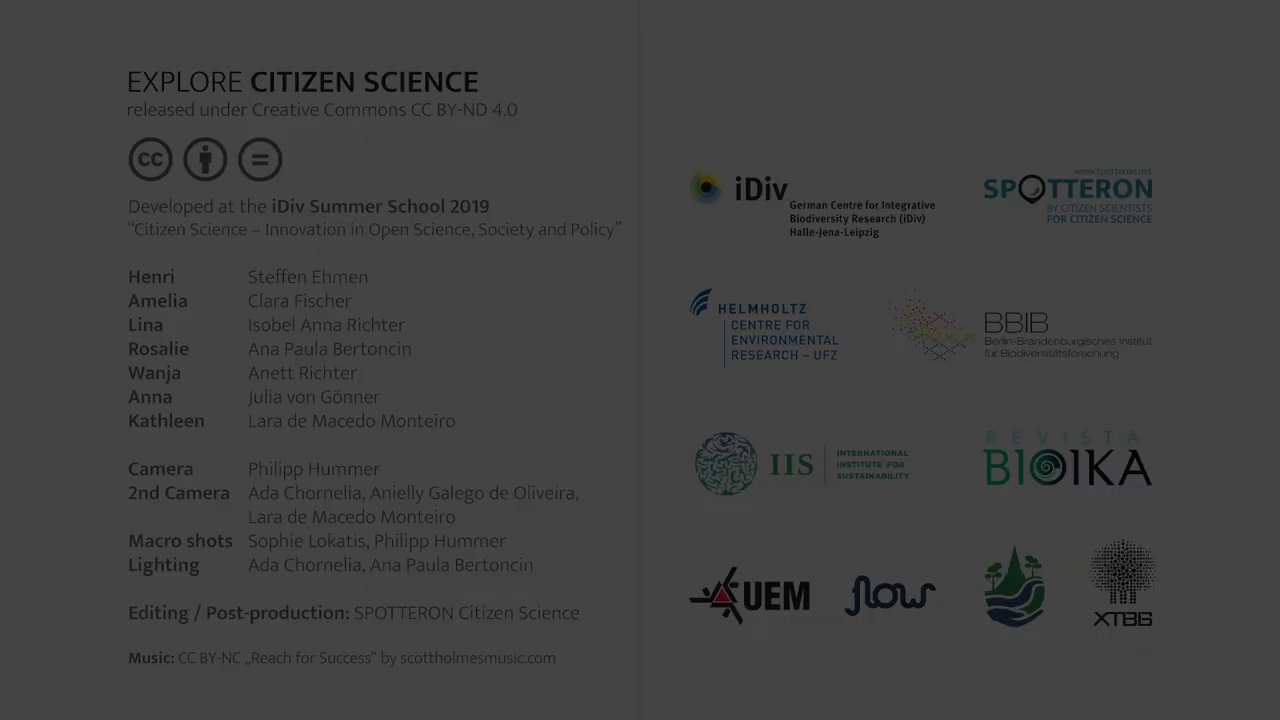 EXPLORE CITIZEN SCIENCE
released under Creative Commons CC BY-ND 4.0
cc
Developed at the iDiv Summer School 2019
“Citizen Science – Innovation in Open Science, Society and Policy”
Henri Steffen Ehmen
Amelia Clara Fischer
Lina Isobel Anna Richter
Rosalie Ana Paula Bertoncin
Wanja Anett Richter
Anna Julia von Gönner
Kathleen Lara de Macedo Monteiro
Camera Philipp Hummer
2nd Camera Ada Chornelia, Anielly Galego de Oliveira,
Lara de Macedo Monteiro
Macro shots Sophie Lokatis, Philipp Hummer
Lighting Ada Chornelia, Ana Paula Bertoncin
Editing / Post-production: SPOTTERON Citizen Science
Music: CC BY-NC „Reach for Success“ by scottholmesmusic.com
iDiv
German Centre for Integrative
Biodiversity Research (iDiv)
Halle-Jena-Leipzig
www.spotteron.net
SPOTTERON
BY CITIZEN SCIENTISTS
FOR CITIZEN SCIENCE
HELMHOLTZ
CENTRE FOR
ENVIRONMENTAL
RESEARCH – UFZ
BBIB
Berlin-Brandenburgisches Institut
für Biodiversitätsforschung
IIS
INTERNATIONAL
INSTITUTE FOR
SUSTAINABILITY
REVISTA
BIOIKA
UEM
flow
XTBG